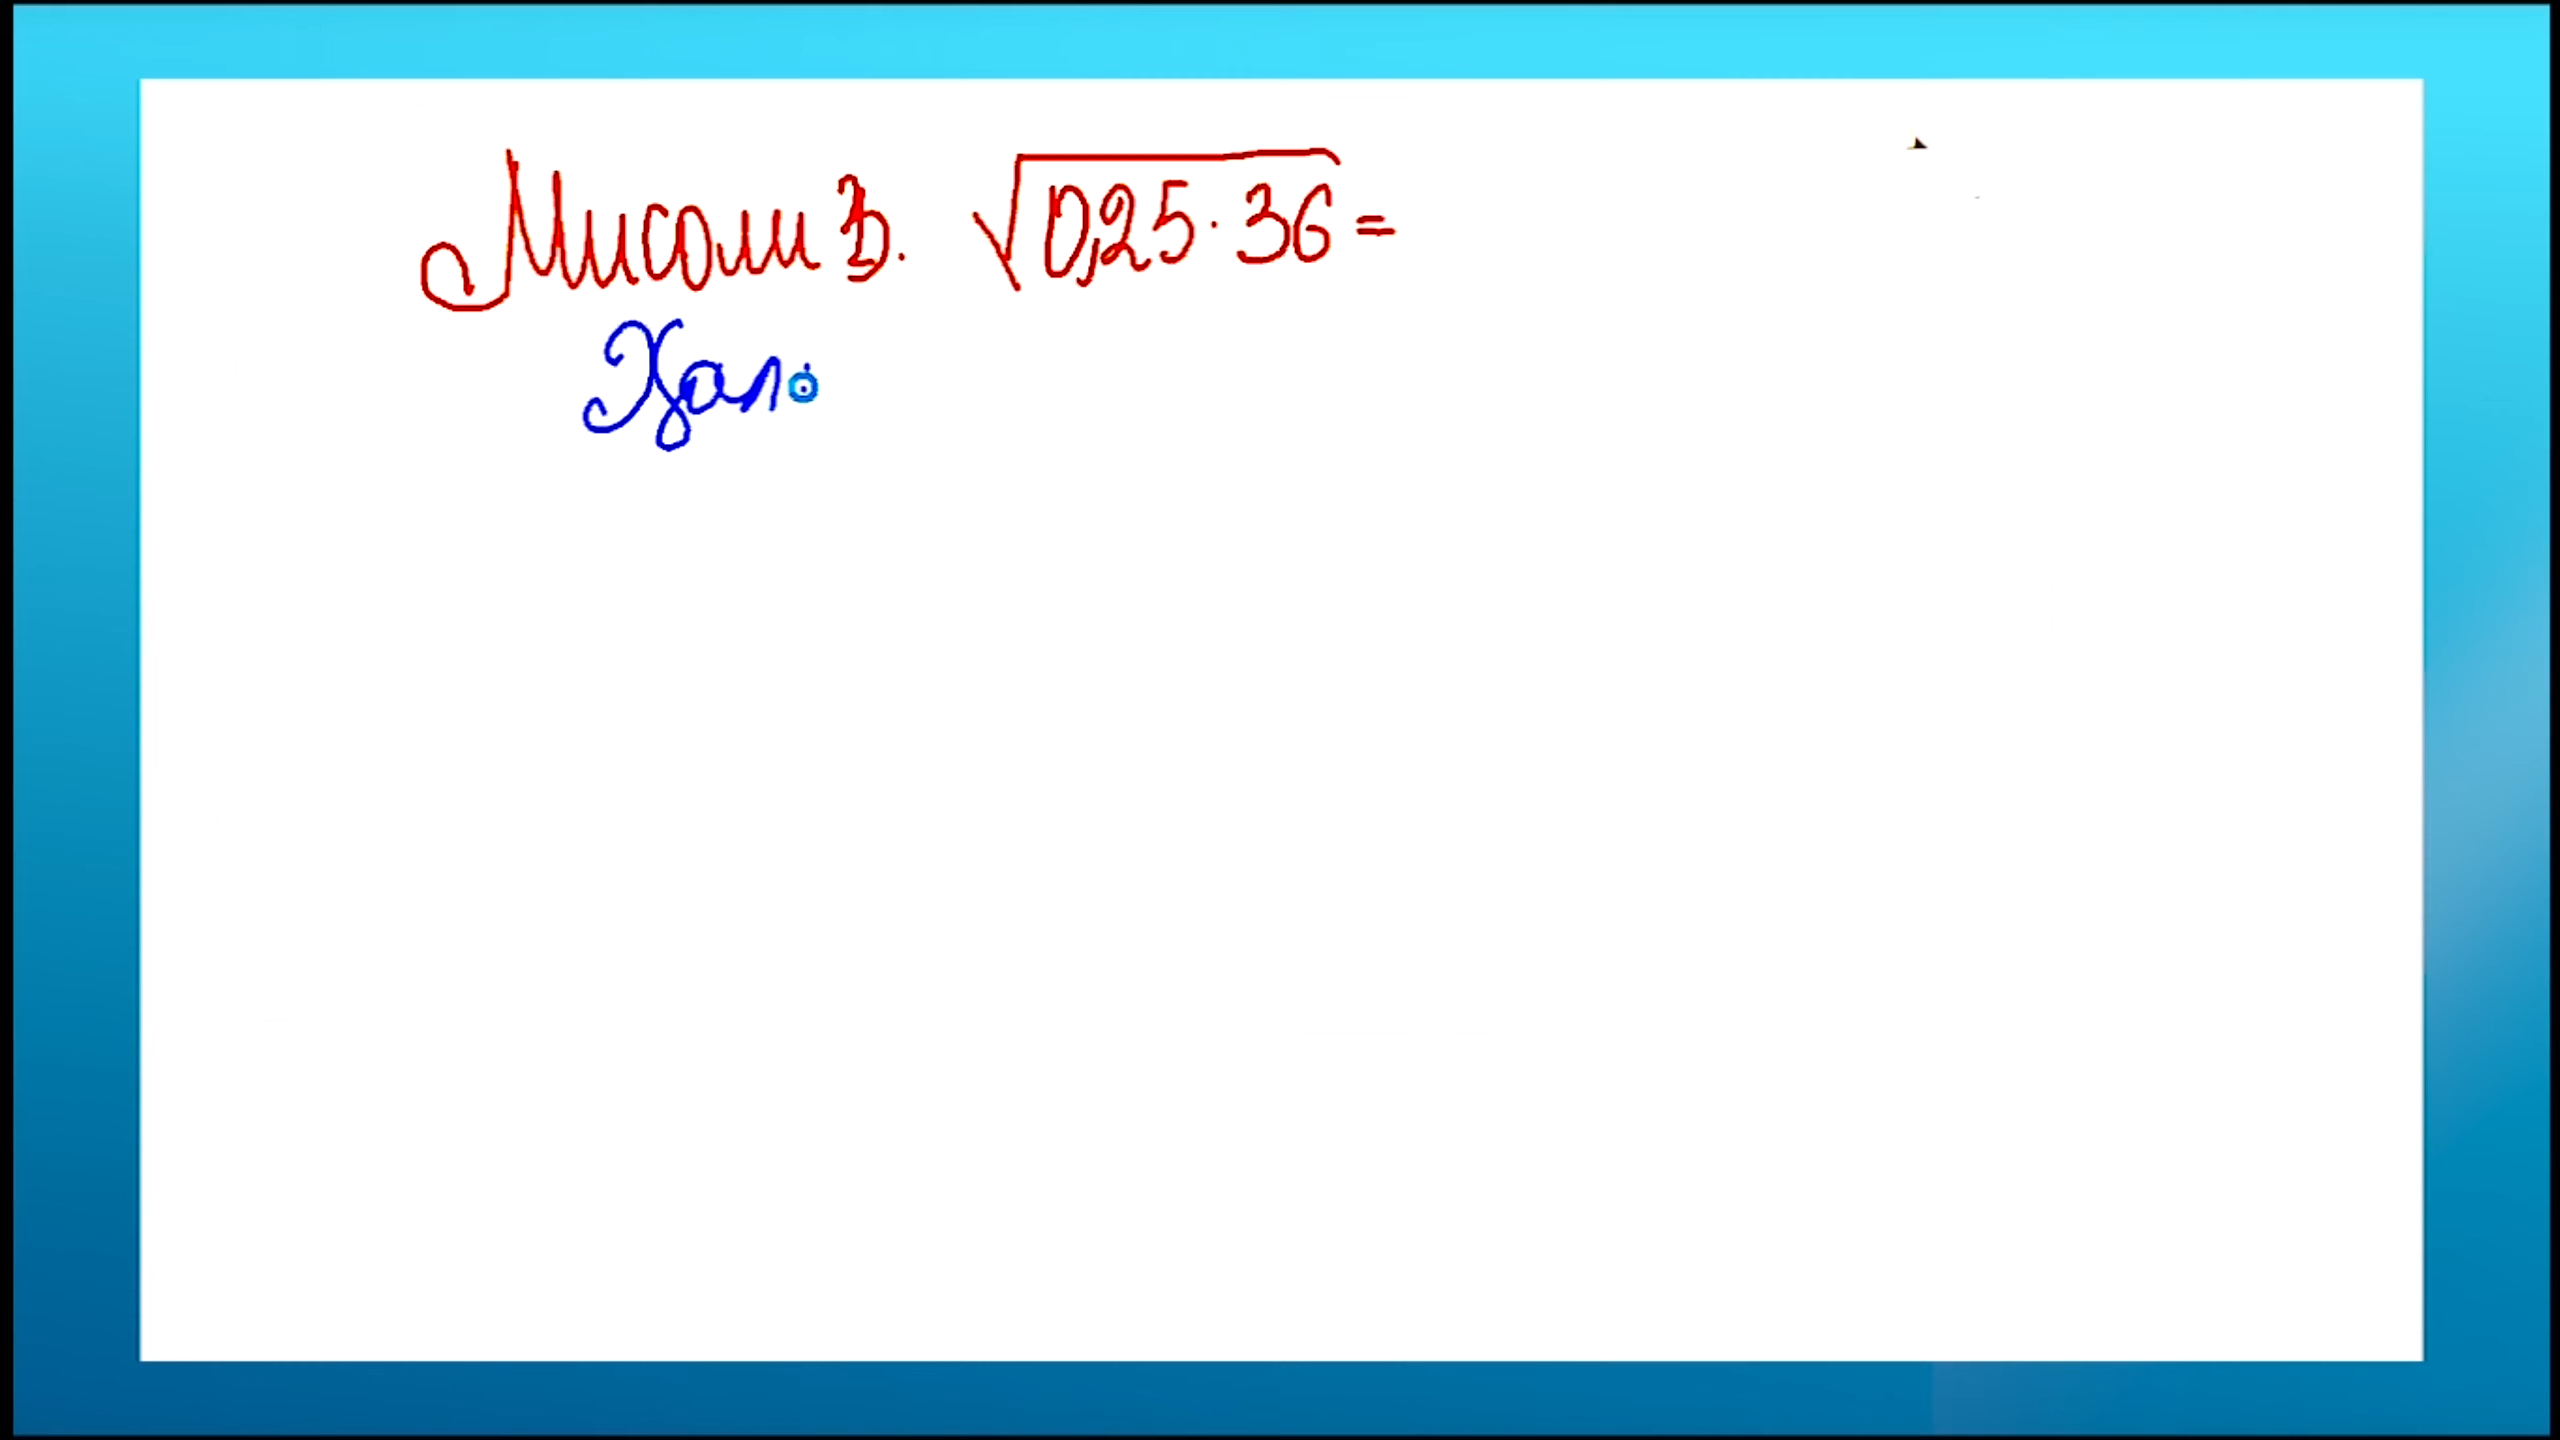 Мисоли 3. √0,25·36 =
Ҳал